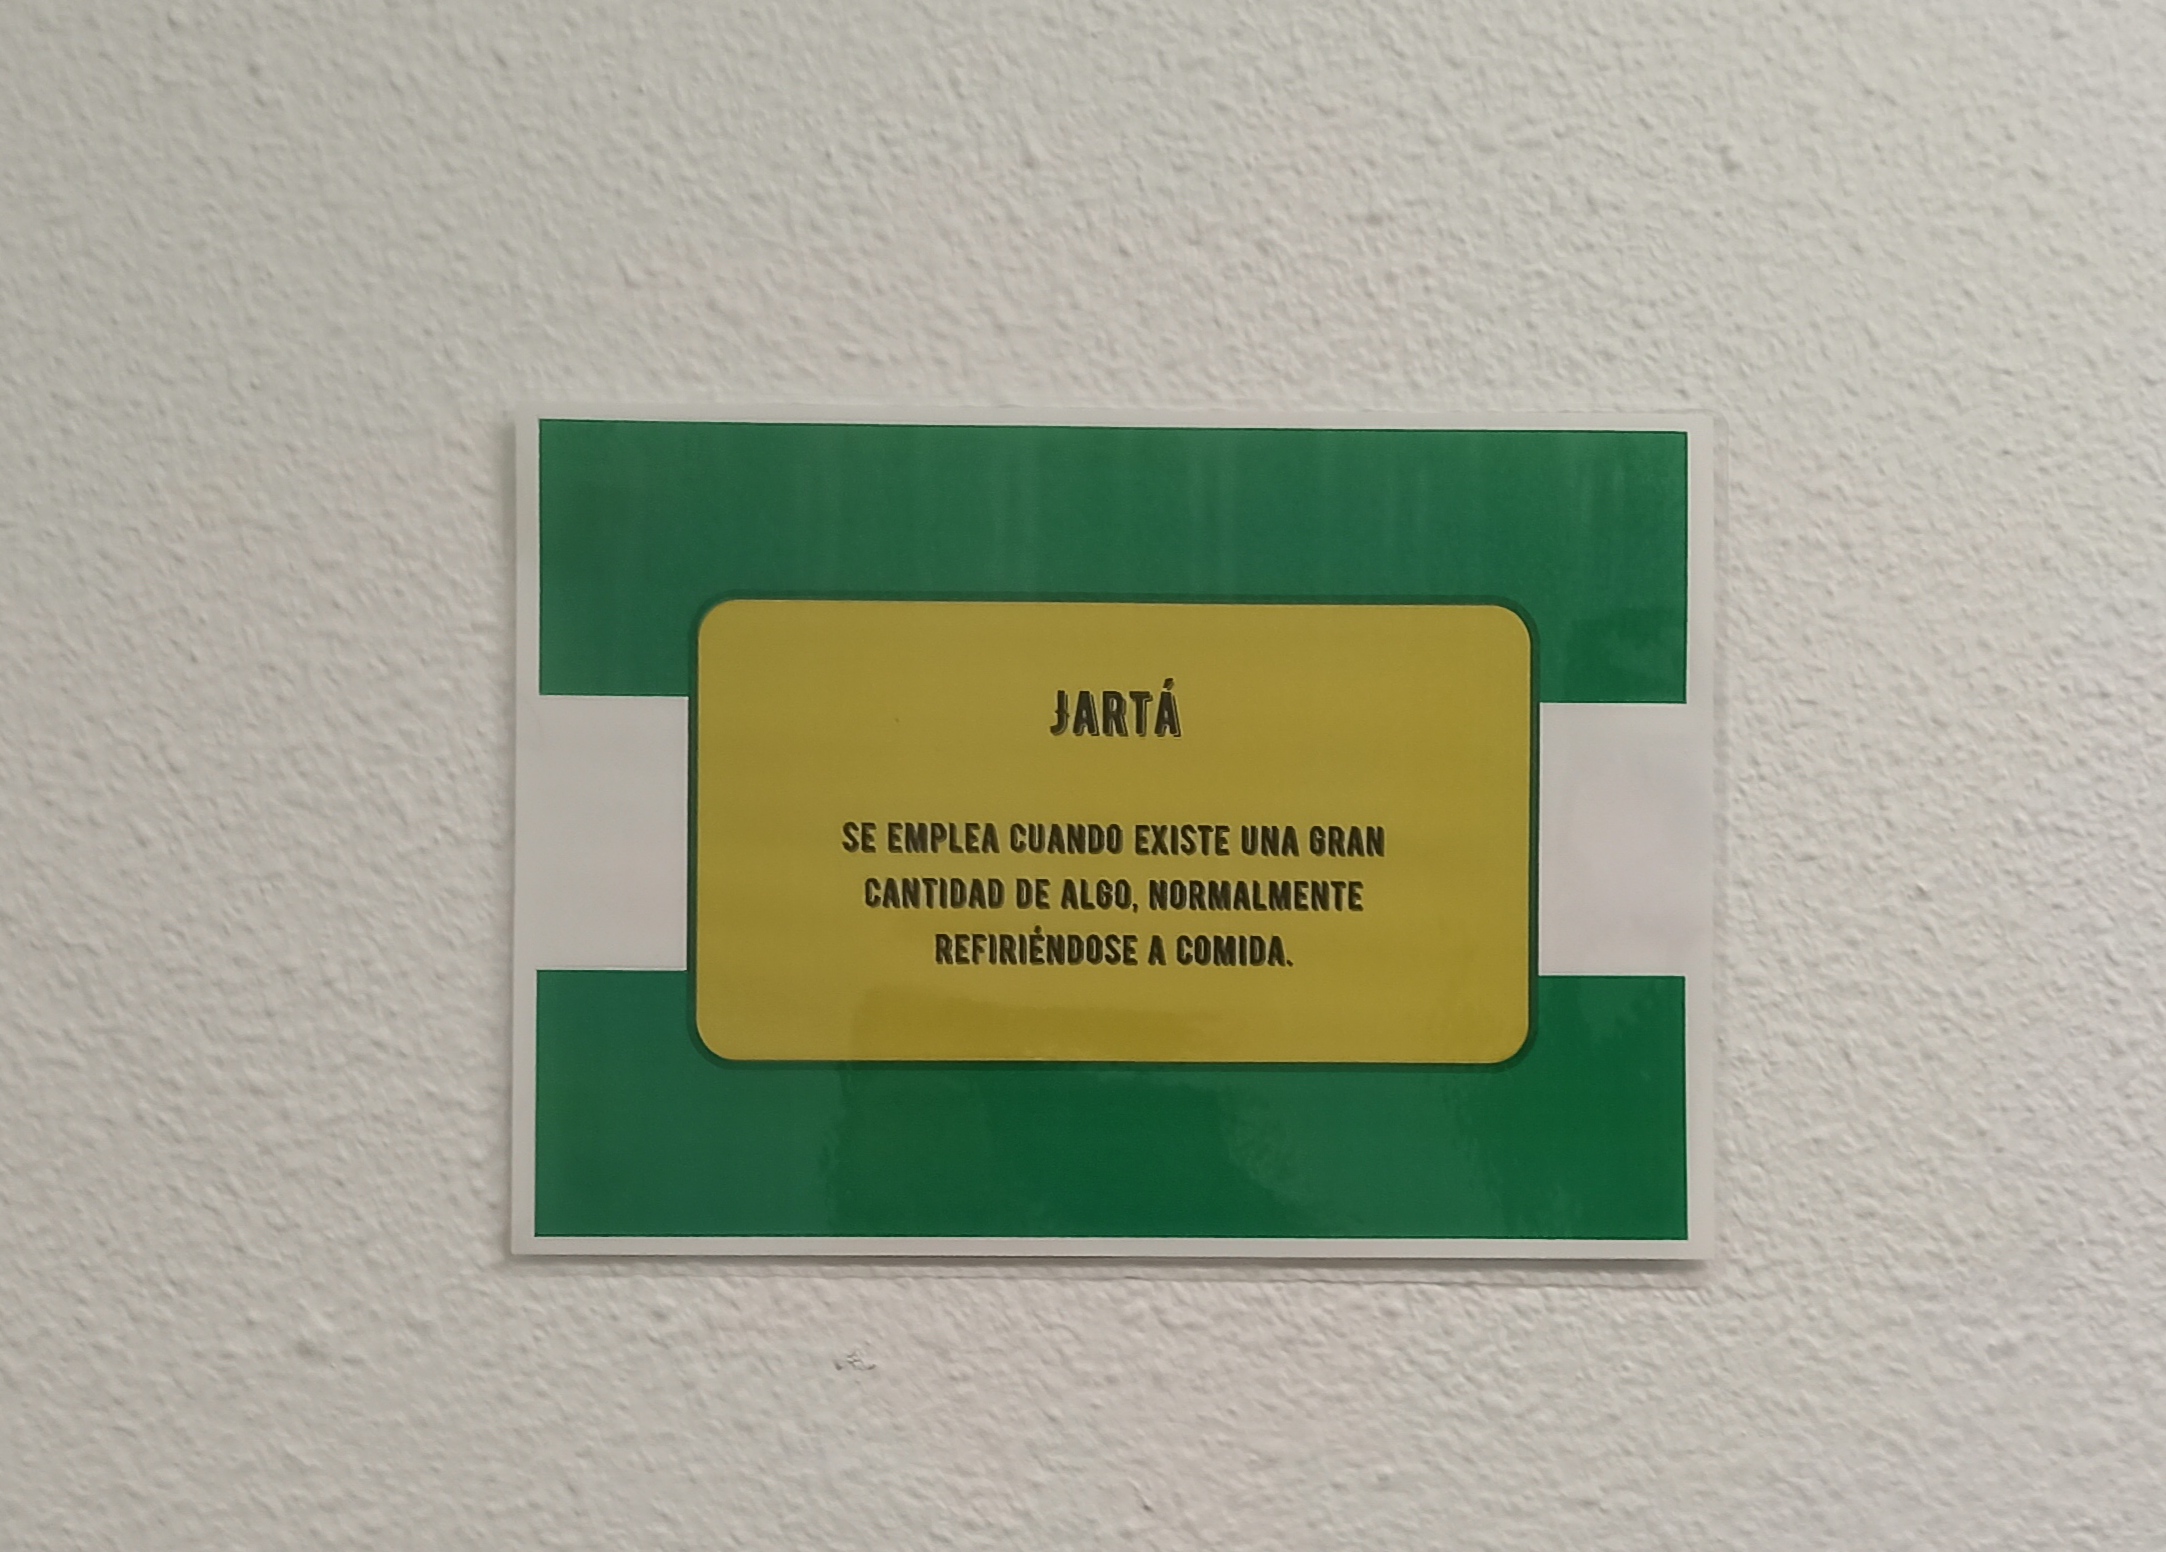 JARTÁ
SE EMPLEA CUANDO EXISTE UNA GRAN
CANTIDAD DE ALGO, NORMALMENTE
REFIRIÉNDOSE A COMIDA.